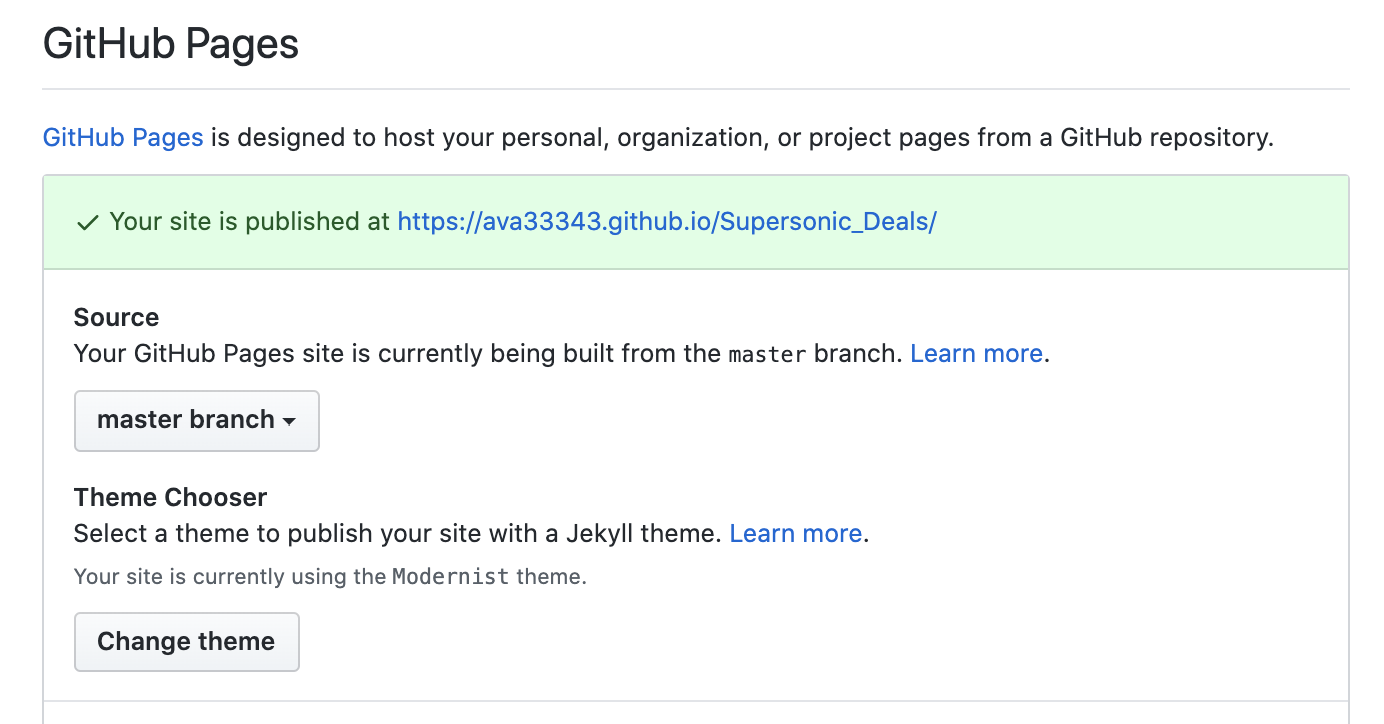 GitHub Pages
GitHub Pages is designed to host your personal, organization, or project pages from a GitHub repository.
Your site is published at https://ava33343.github.io/Supersonic_Deals/
Source
Your GitHub Pages site is currently being built from the master branch. Learn more.
master branch
Theme Chooser
Select a theme to publish your site with a Jekyll theme. Learn more.
Your site is currently using the Modernist theme.
Change theme